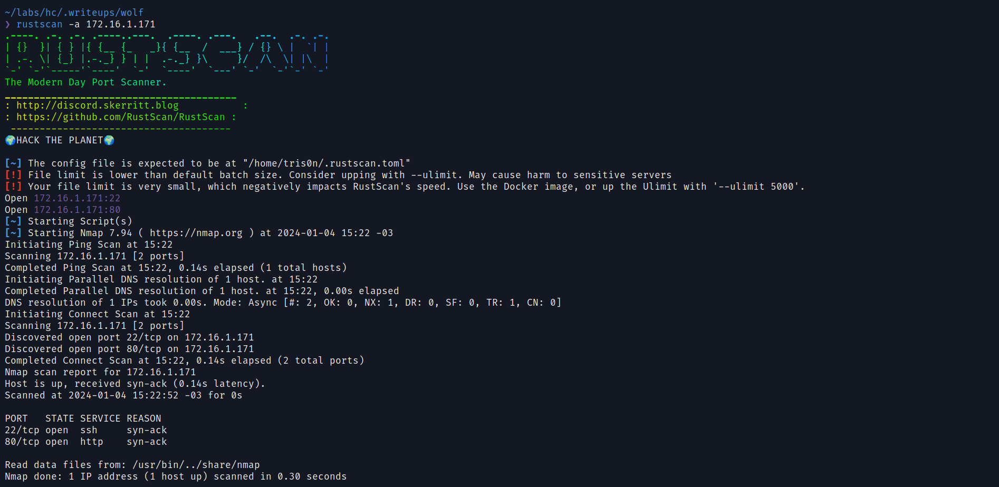 ~/labs/hc/.writeups/wolf
❯ rustscan -a 172.16.1.171
.----. .-. .-. .----..---.  .----. .---.   .--.  .-. .-.
| {}  }| { } |{ {__ {_   _}{ {__  /  ___} / {} \ |  `| |
| .-. \| {_} |.-._} } | |  .-._} }\     }/  /\  \| |\  |
`-' `-'`-----'`----'  `-'  `----'  `---' `-'  `-'`-' `-'
The Modern Day Port Scanner.
________________________________________
: http://discord.skerritt.blog           :
: https://github.com/RustScan/RustScan :
 --------------------------------------
🌍HACK THE PLANET🌍
[~] The config file is expected to be at "/home/tris0n/.rustscan.toml"
[!] File limit is lower than default batch size. Consider upping with --ulimit. May cause harm to sensitive servers
[!] Your file limit is very small, which negatively impacts RustScan's speed. Use the Docker image, or up the Ulimit with '--ulimit 5000'.
Open 172.16.1.171:22
Open 172.16.1.171:80
[~] Starting Script(s)
[~] Starting Nmap 7.94 ( https://nmap.org ) at 2024-01-04 15:22 -03
Initiating Ping Scan at 15:22
Scanning 172.16.1.171 [2 ports]
Completed Ping Scan at 15:22, 0.14s elapsed (1 total hosts)
Initiating Parallel DNS resolution of 1 host. at 15:22
Completed Parallel DNS resolution of 1 host. at 15:22, 0.00s elapsed
DNS resolution of 1 IPs took 0.00s. Mode: Async [#: 2, OK: 0, NX: 1, DR: 0, SF: 0, TR: 1, CN: 0]
Initiating Connect Scan at 15:22
Scanning 172.16.1.171 [2 ports]
Discovered open port 22/tcp on 172.16.1.171
Discovered open port 80/tcp on 172.16.1.171
Completed Connect Scan at 15:22, 0.14s elapsed (2 total ports)
Nmap scan report for 172.16.1.171
Host is up, received syn-ack (0.14s latency).
Scanned at 2024-01-04 15:22:52 -03 for 0s
PORT   STATE SERVICE REASON
22/tcp open  ssh     syn-ack
80/tcp open  http    syn-ack
Read data files from: /usr/bin/../share/nmap
Nmap done: 1 IP address (1 host up) scanned in 0.30 seconds